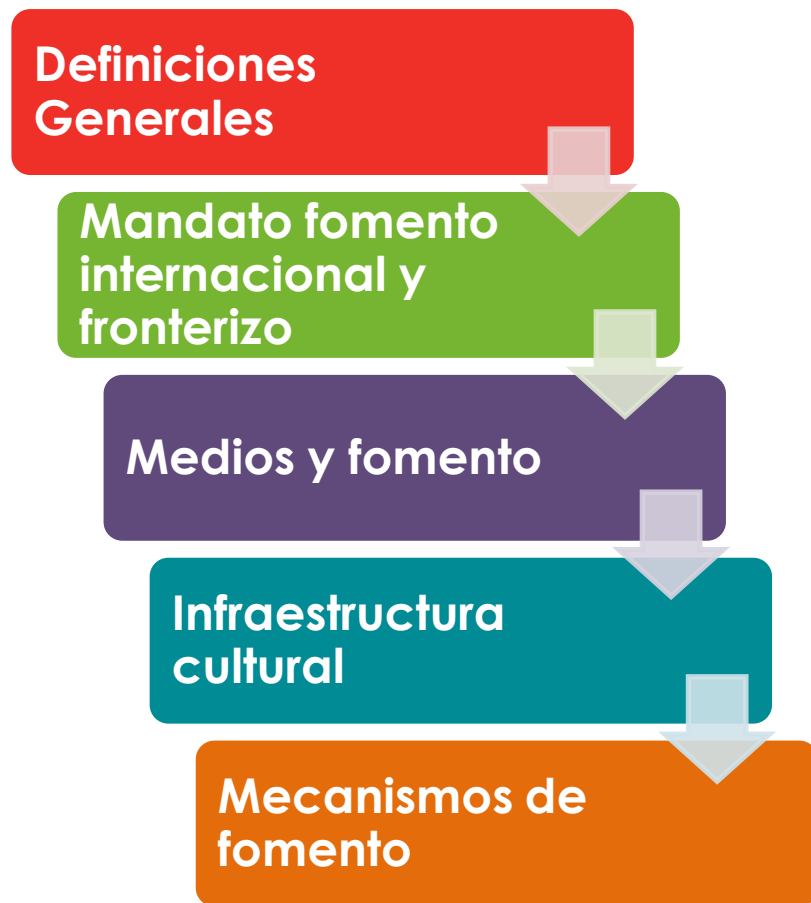 Definiciones
Generales
Mandato fomento
internacional y
fronterizo
Medios y fomento
Infraestructura
cultural
Mecanismos de
fomento